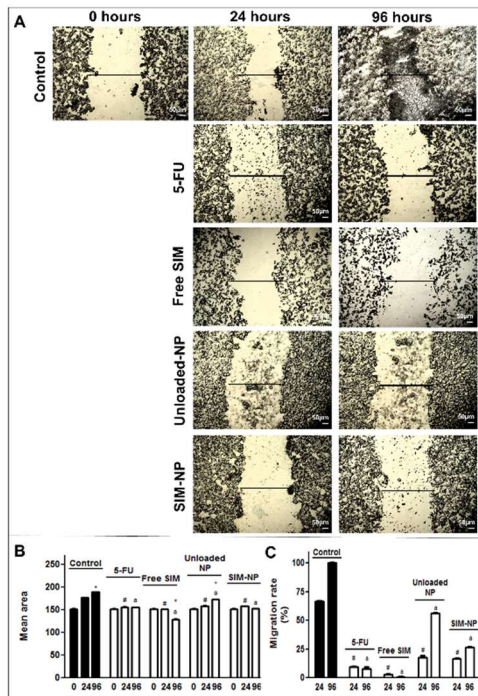 A
0 hours 24 hours 96 hours
Control
50µm 50µm 50µm
5-FU
50µm 50µm
Free SIM
50µm 50µm
Unloaded-NP
50µm 50µm
SIM-NP
50µm 50µm
B
Mean area
250
200
150
100
50
0
Control
5-FU
Free SIM
Unloaded
NP
SIM-NP
*
# a
# * a
# * a
# a
0 24 96 0 24 96 0 24 96 0 24 96 0 24 96
C
Migration rate
(%)
100
75
50
25
0
Control
5-FU
Free SIM
Unloaded
NP
SIM-NP
# a
# a
# a
# a
24 96 24 96 24 96 24 96 24 96